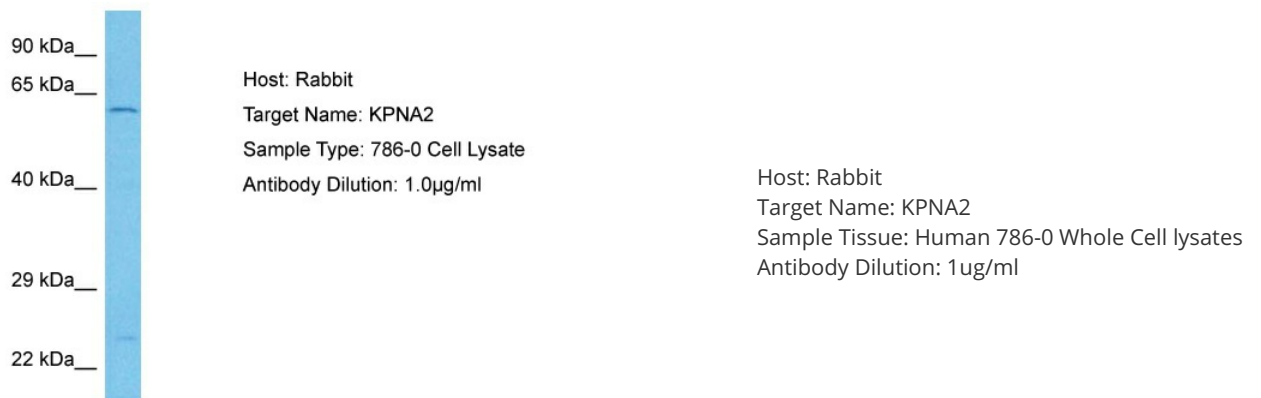 90 kDa__
65 kDa__
40 kDa__
29 kDa__
22 kDa__
Host: Rabbit
Target Name: KPNA2
Sample Type: 786-0 Cell Lysate
Antibody Dilution: 1.0µg/ml
Host: Rabbit
Target Name: KPNA2
Sample Tissue: Human 786-0 Whole Cell lysates
Antibody Dilution: 1ug/ml